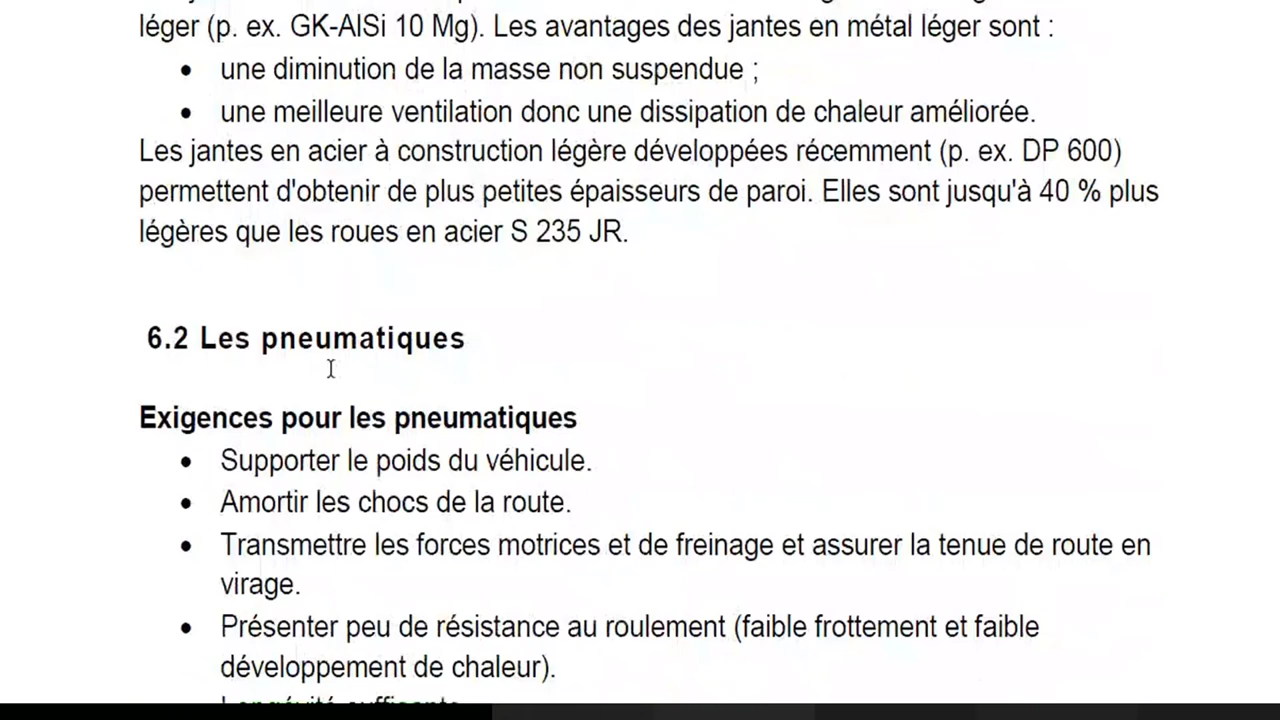 léger (p. ex. GK-AlSi 10 Mg). Les avantages des jantes en métal léger sont :
• une diminution de la masse non suspendue ;
• une meilleure ventilation donc une dissipation de chaleur améliorée.
Les jantes en acier à construction légère développées récemment (p. ex. DP 600)
permettent d'obtenir de plus petites épaisseurs de paroi. Elles sont jusqu'à 40 % plus
légères que les roues en acier S 235 JR.
6.2 Les pneumatiques
Exigences pour les pneumatiques
• Supporter le poids du véhicule.
• Amortir les chocs de la route.
• Transmettre les forces motrices et de freinage et assurer la tenue de route en
virage.
• Présenter peu de résistance au roulement (faible frottement et faible
développement de chaleur).
Longévité suffisante